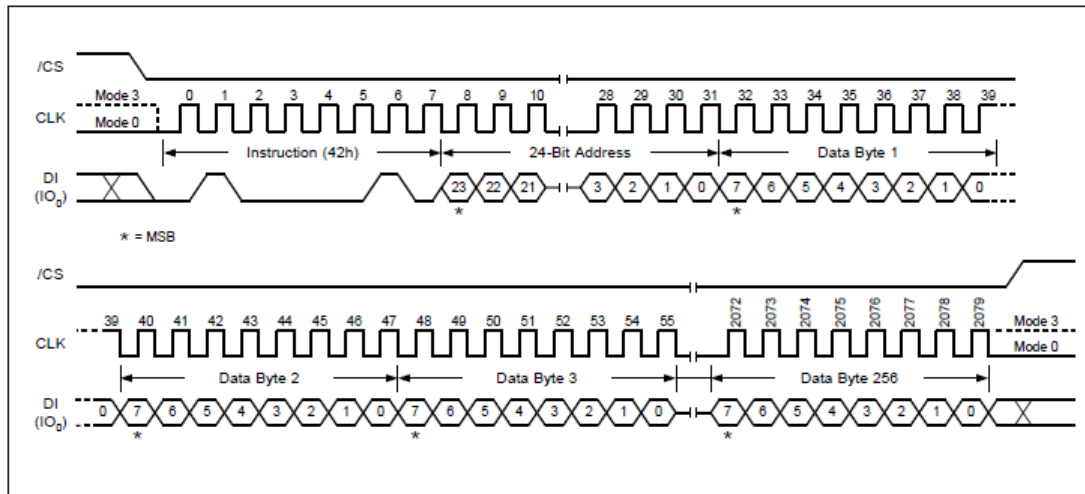 /CS
Mode 3 0 1 2 3 4 5 6 7 8 9 10 28 29 30 31 32 33 34 35 36 37 38 39
CLK
Mode 0
Instruction (42h) 24-Bit Address Data Byte 1
DI
(IO0) 23 22 21 3 2 1 0 7 6 5 4 3 2 1 0
* *
* = MSB
/CS
39 40 41 42 43 44 45 46 47 48 49 50 51 52 53 54 55 2072 2073 2074 2075 2076 2077 2078 2079 Mode 3
CLK
Mode 0
Data Byte 2 Data Byte 3 Data Byte 256
DI
(IO0) 0 7 6 5 4 3 2 1 0 7 6 5 4 3 2 1 0 7 6 5 4 3 2 1 0
* * *